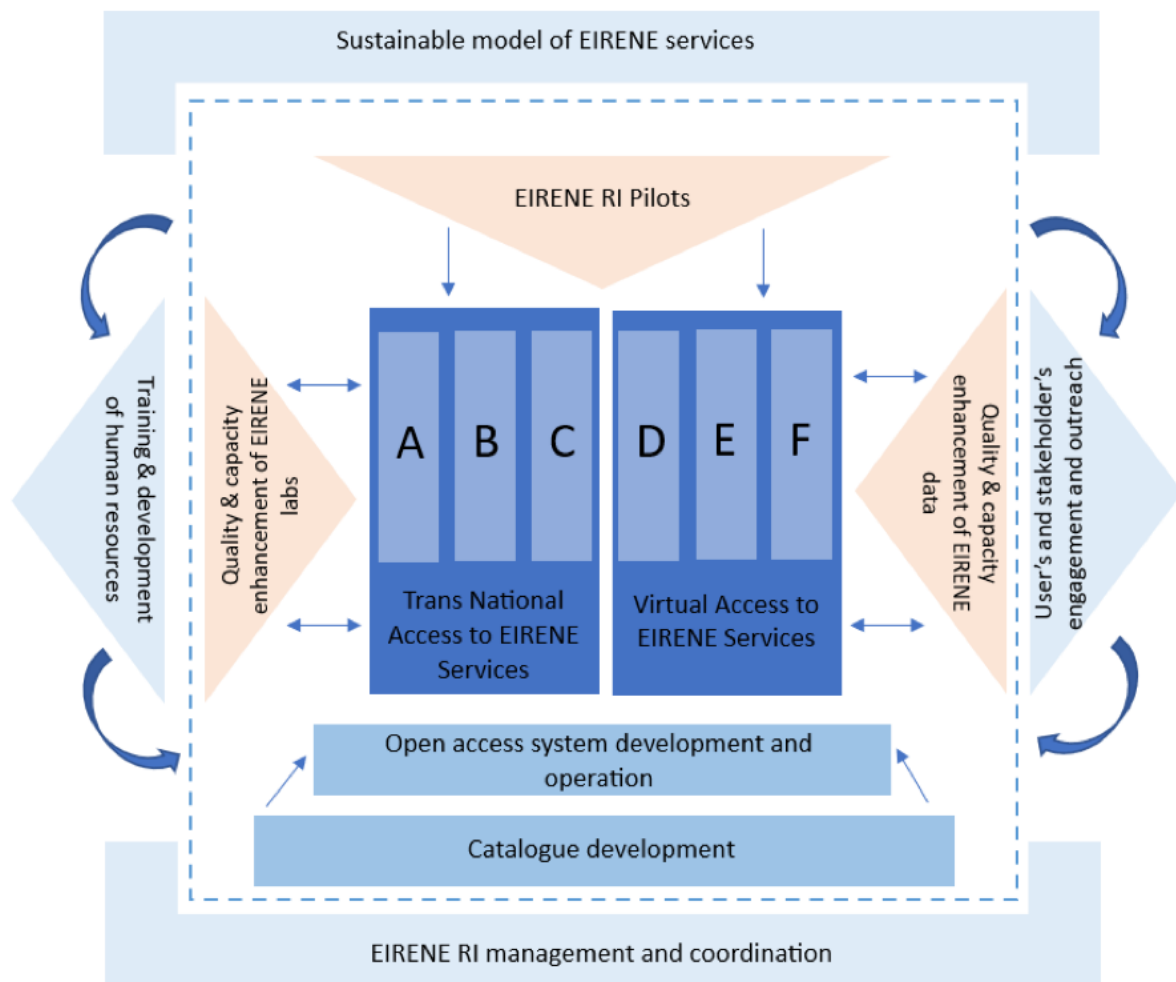 Sustainable model of EIRENE services
EIRENE RI Pilots
Training & development
of human resources
Quality & capacity
enhancement of EIRENE
labs
A
B
C
Trans National
Access to EIRENE
Services
D
E
F
Virtual Access to
EIRENE Services
Quality & capacity
enhancement of EIRENE
data
User's and stakeholder's
engagement and outreach
Open access system development and
operation
Catalogue development
EIRENE RI management and coordination